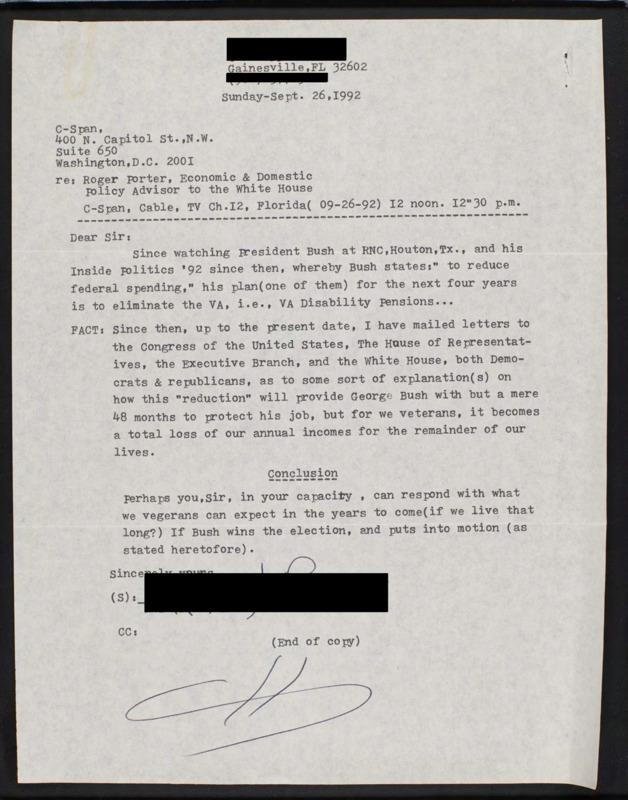 Gainesville,FL 32602
Sunday-Sept. 26,I992
C-Span,
400 N. Capitol St.,N.W.
Suite 650
Washington,D.C. 200I
re: Roger Porter, Economic & Domestic
Policy Advisor to the White House
C-Span, Cable, TV Ch.I2, Florida( 09-26-92) I2 noon. I2"30 p.m.
Dear Sir:
Since watching President Bush at RNC,Houton,Tx., and his
Inside Politics '92 since then, whereby Bush states:" to reduce
federal spending," his plan(one of them) for the next four years
is to eliminate the VA, i.e., VA Disability Pensions...
FACT: Since then, up to the present date, I have mailed letters to
the Congress of the United States, The House of Representat-
ives, the Executive Branch, and the White House, both Demo-
crats & republicans, as to some sort of explanation(s) on
how this "reduction" will provide George Bush with but a mere
48 months to protect his job, but for we veterans, it becomes
a total loss of our annual incomes for the remainder of our
lives.
Conclusion
Perhaps you,Sir, in your capacity , can respond with what
we vegerans can expect in the years to come(if we live that
long?) If Bush wins the election, and puts into motion (as
stated heretofore).
Sincerely yours
(S):
CC:
(End of copy)